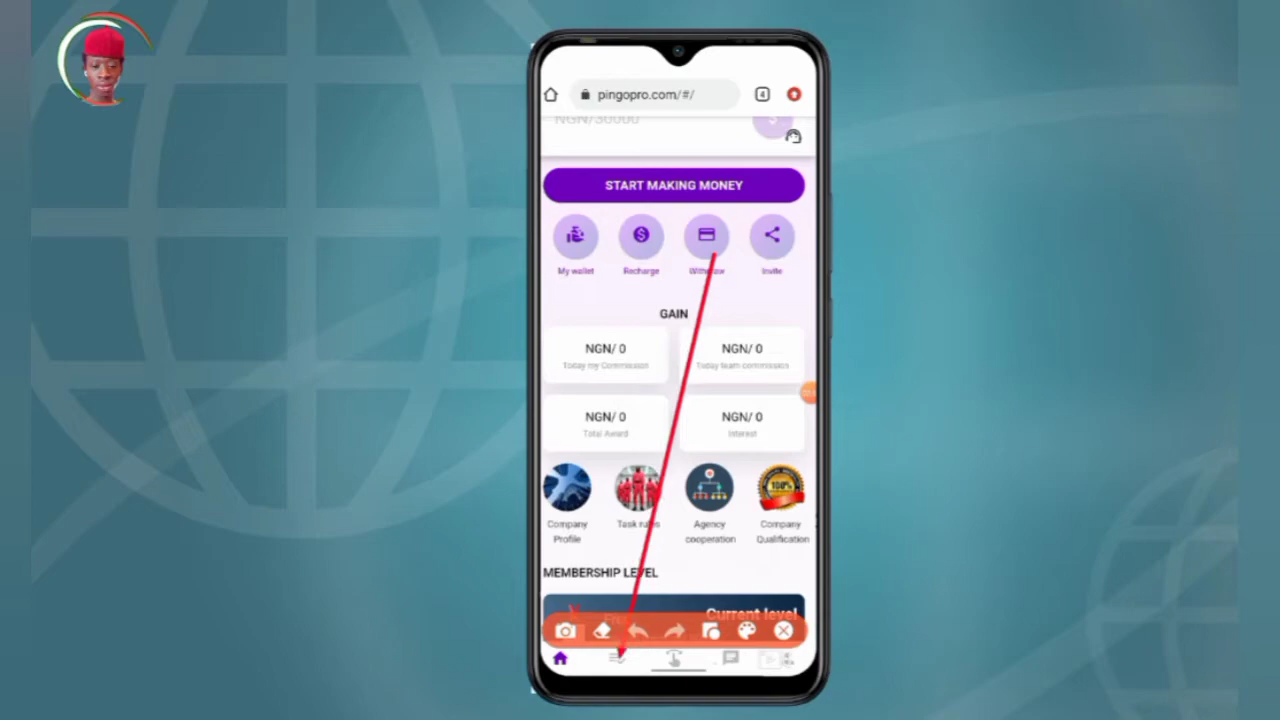 pingopro.com/#/
4
NGN/30000
START MAKING MONEY
My wallet
Recharge
Withdraw
Invite
GAIN
NGN/ 0
Today my Commission
NGN/ 0
Today team commission
NGN/ 0
Total Award
NGN/ 0
Interest
100%
Company
Profile
Task rules
Agency
cooperation
Company
Qualification
MEMBERSHIP LEVEL
Current level